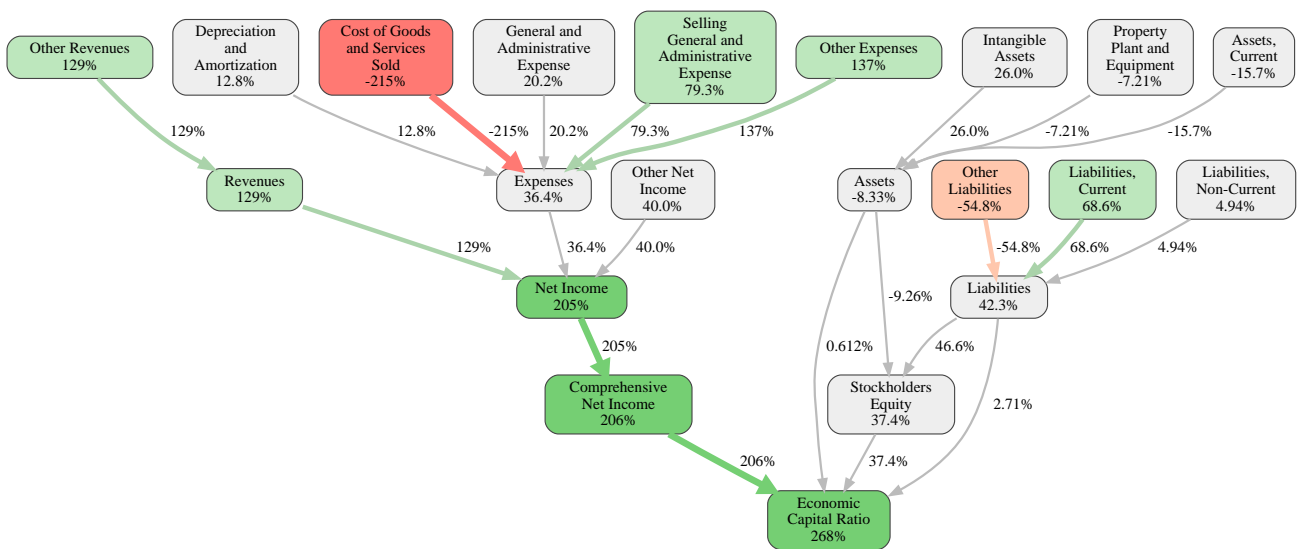 Other Revenues
129%
Depreciation
and
Amortization
12.8%
Cost of Goods
and Services
Sold
-215%
General and
Administrative
Expense
20.2%
Selling
General and
Administrative
Expense
79.3%
Other Expenses
137%
Intangible
Assets
26.0%
Property
Plant and
Equipment
-7.21%
Assets,
Current
-15.7%
129%
12.8%
-215%
20.2%
79.3%
137%
26.0%
-7.21%
-15.7%
Revenues
129%
Expenses
36.4%
Other Net
Income
40.0%
Assets
-8.33%
Other
Liabilities
-54.8%
Liabilities,
Current
68.6%
Liabilities,
Non-Current
4.94%
129%
36.4%
40.0%
-54.8%
68.6%
4.94%
Net Income
205%
-9.26%
Liabilities
42.3%
205%
0.612%
46.6%
Comprehensive
Net Income
206%
Stockholders
Equity
37.4%
2.71%
206%
37.4%
Economic
Capital Ratio
268%